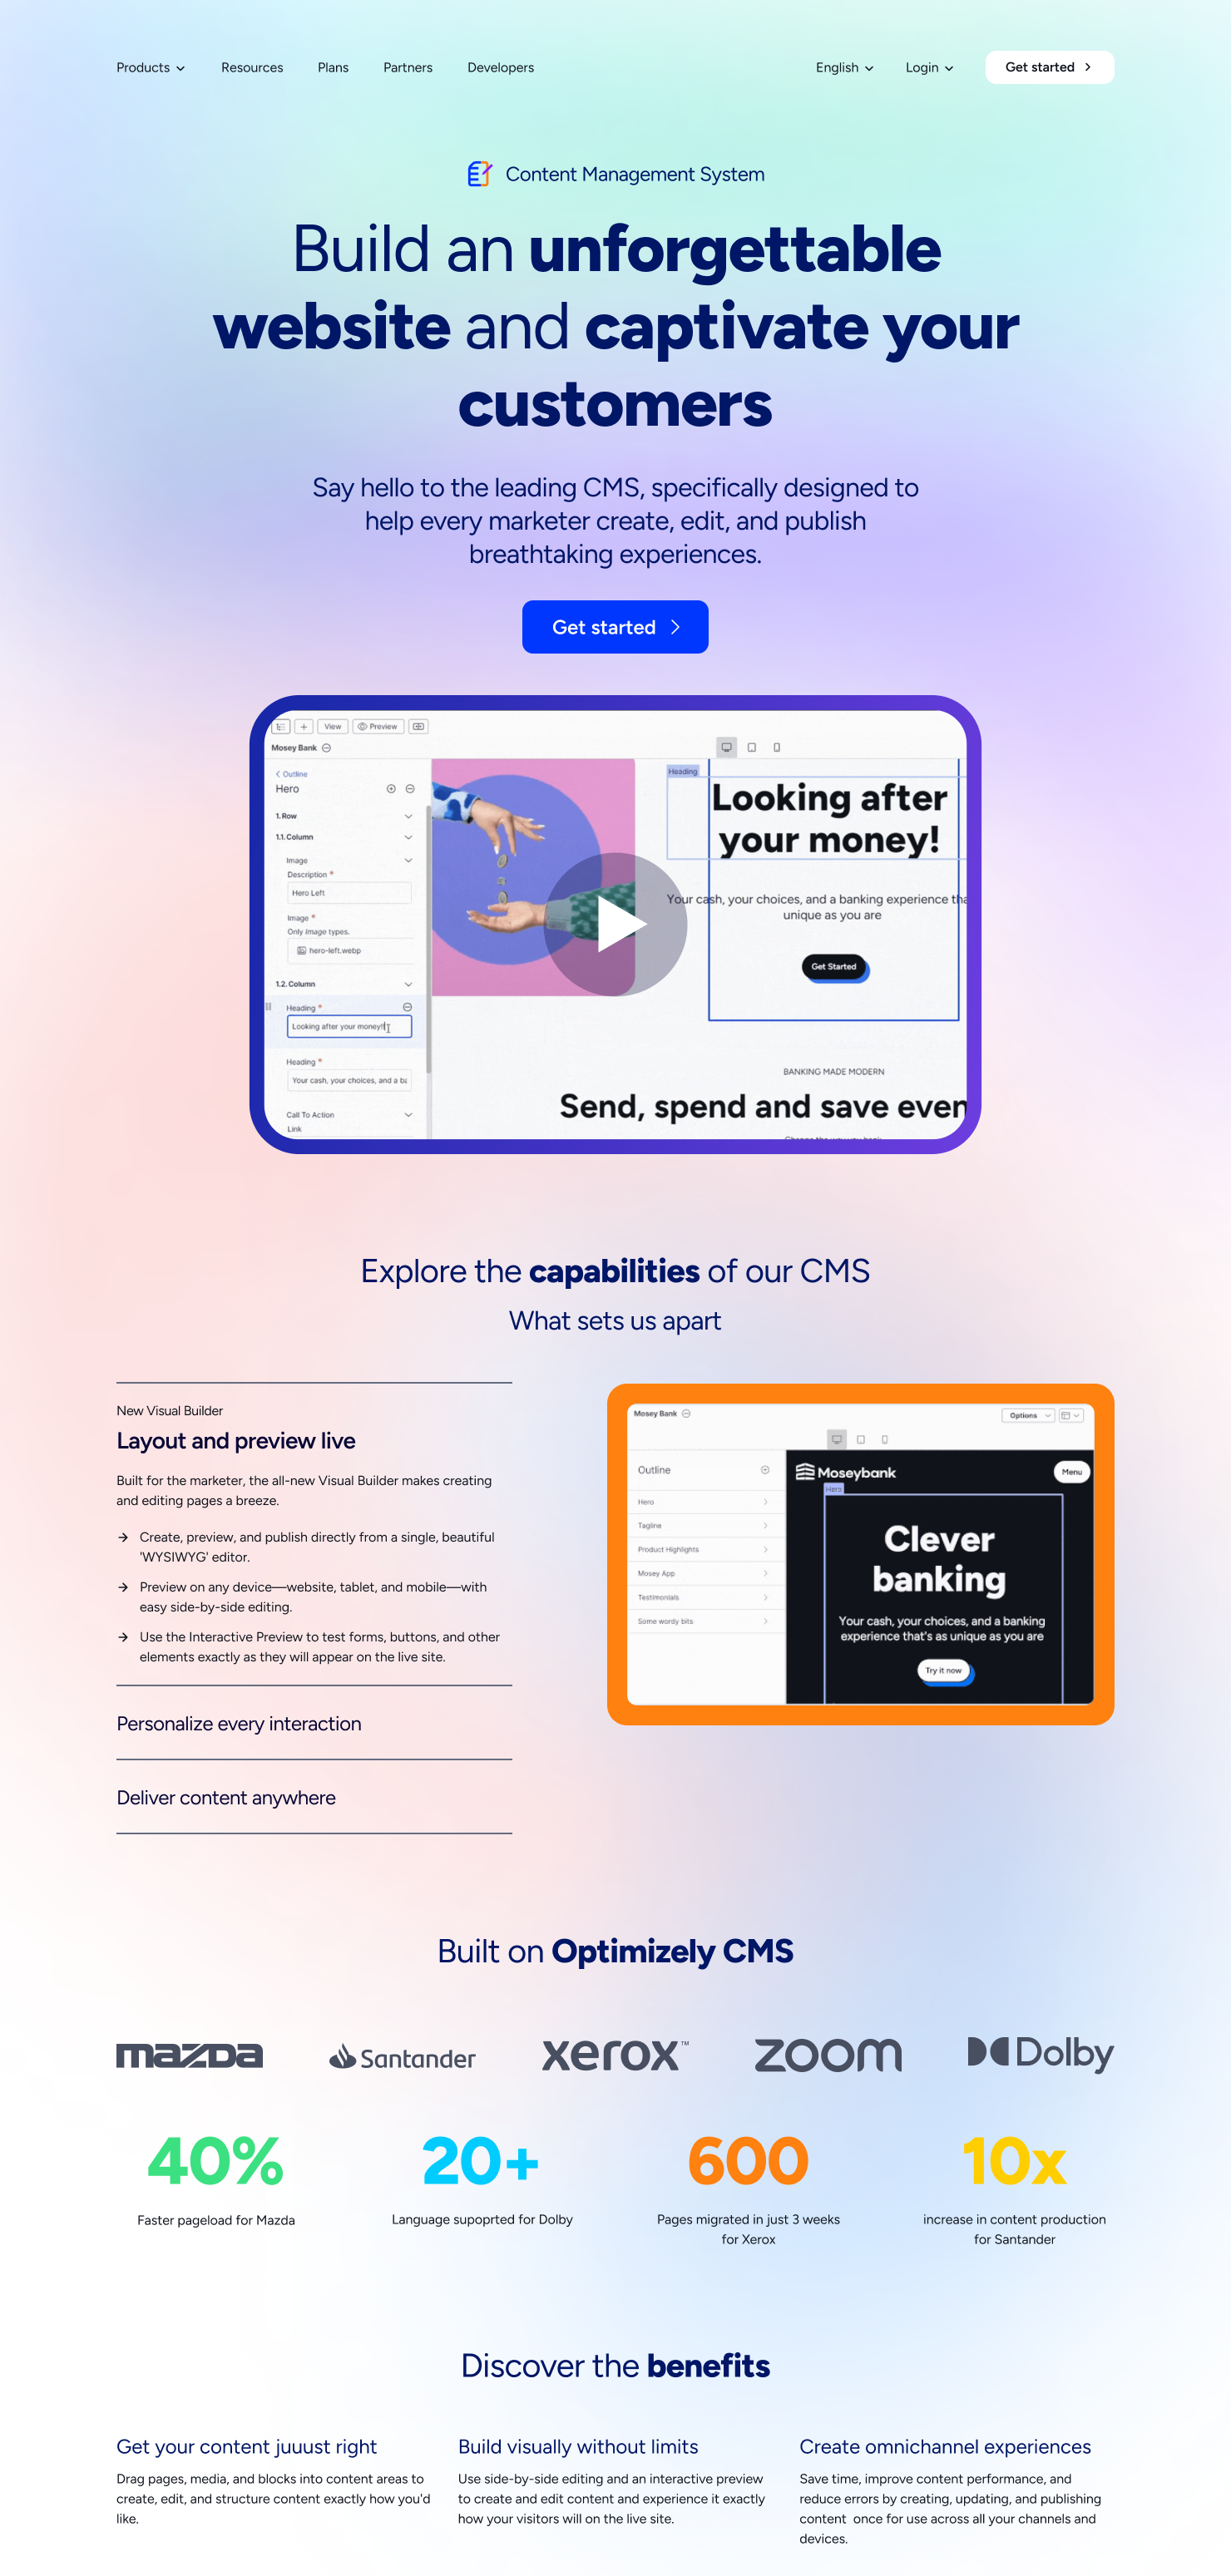 Products
Resources
Plans
Partners
Developers
English
Login
Get started
Content Management System
Build an unforgettable
website and captivate your
customers
Say hello to the leading CMS, specifically designed to
help every marketer create, edit, and publish
breathtaking experiences.
Get started
View
Preview
Mosey Bank
Outline
Hero
1. Row
1.1. Column
Image
Description *
Hero Left
Image *
Only Image types.
hero-left.webp
1.2. Column
Heading *
Looking after your money!
Heading *
Your cash, your choices, and a ba
Call To Action
Link
Heading
Looking after
your money!
Your cash, your choices, and a banking experience tha
unique as you are
Get Started
BANKING MADE MODERN
Send, spend and save even
Explore the capabilities of our CMS
What sets us apart
New Visual Builder
Layout and preview live
Built for the marketer, the all-new Visual Builder makes creating
and editing pages a breeze.
Create, preview, and publish directly from a single, beautiful
'WYSIWYG' editor.
Preview on any device—website, tablet, and mobile—with
easy side-by-side editing.
Use the Interactive Preview to test forms, buttons, and other
elements exactly as they will appear on the live site.
Personalize every interaction
Deliver content anywhere
Mosey Bank
Options
Outline
Hero
Tagline
Product Highlights
Mosey App
Testimonials
Some wordy bits
Moseybank
Menu
Hero
Clever
banking
Your cash, your choices, and a banking
experience that's as unique as you are
Try it now
Built on Optimizely CMS
mazda
Santander
xerox™
zoom
Dolby
40%
Faster pageload for Mazda
20+
Language supoprted for Dolby
600
Pages migrated in just 3 weeks
for Xerox
10x
increase in content production
for Santander
Discover the benefits
Get your content juuust right
Drag pages, media, and blocks into content areas to
create, edit, and structure content exactly how you'd
like.
Build visually without limits
Use side-by-side editing and an interactive preview
to create and edit content and experience it exactly
how your visitors will on the live site.
Create omnichannel experiences
Save time, improve content performance, and
reduce errors by creating, updating, and publishing
content  once for use across all your channels and
devices.